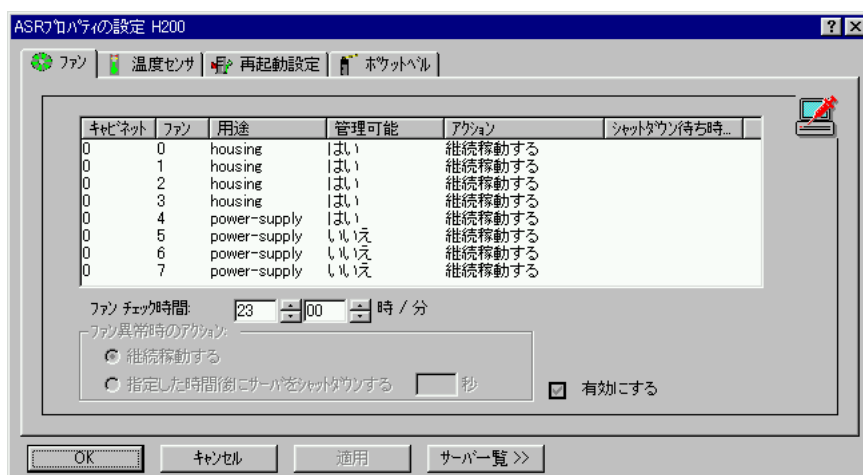 ASRプロパティの設定 H200
ファン 温度センサ 再起動設定 ポケットベル
キャビネット ファン 用途 管理可能 アクション シャットダウン待ち時...
0 0 housing はい 継続稼動する
0 1 housing はい 継続稼動する
0 2 housing はい 継続稼動する
0 3 housing はい 継続稼動する
0 4 power-supply はい 継続稼動する
0 5 power-supply いいえ 継続稼動する
0 6 power-supply いいえ 継続稼動する
0 7 power-supply いいえ 継続稼動する
ファン チェック時間: 23 00 時 / 分
ファン異常時のアクション:
継続稼動する
指定した時間後にサーバをシャットダウンする 秒
有効にする
OK キャンセル 適用 サーバ一覧 >>